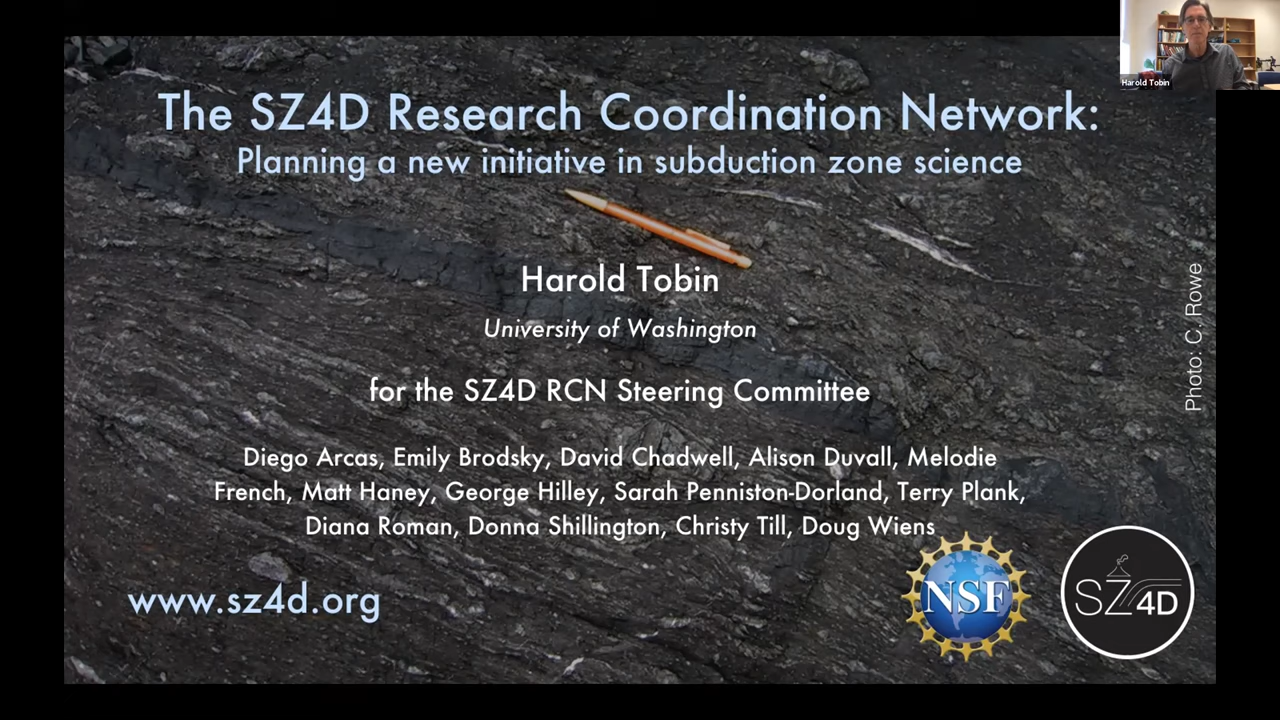 Harold Tobin
The SZ4D Research Coordination Network:
Planning a new initiative in subduction zone science
Harold Tobin
University of Washington
for the SZ4D RCN Steering Committee
Diego Arcas, Emily Brodsky, David Chadwell, Alison Duvall, Melodie
French, Matt Haney, George Hilley, Sarah Penniston-Dorland, Terry Plank,
Diana Roman, Donna Shillington, Christy Till, Doug Wiens
www.sz4d.org
NSF
SZ4D
Photo: C. Rowe